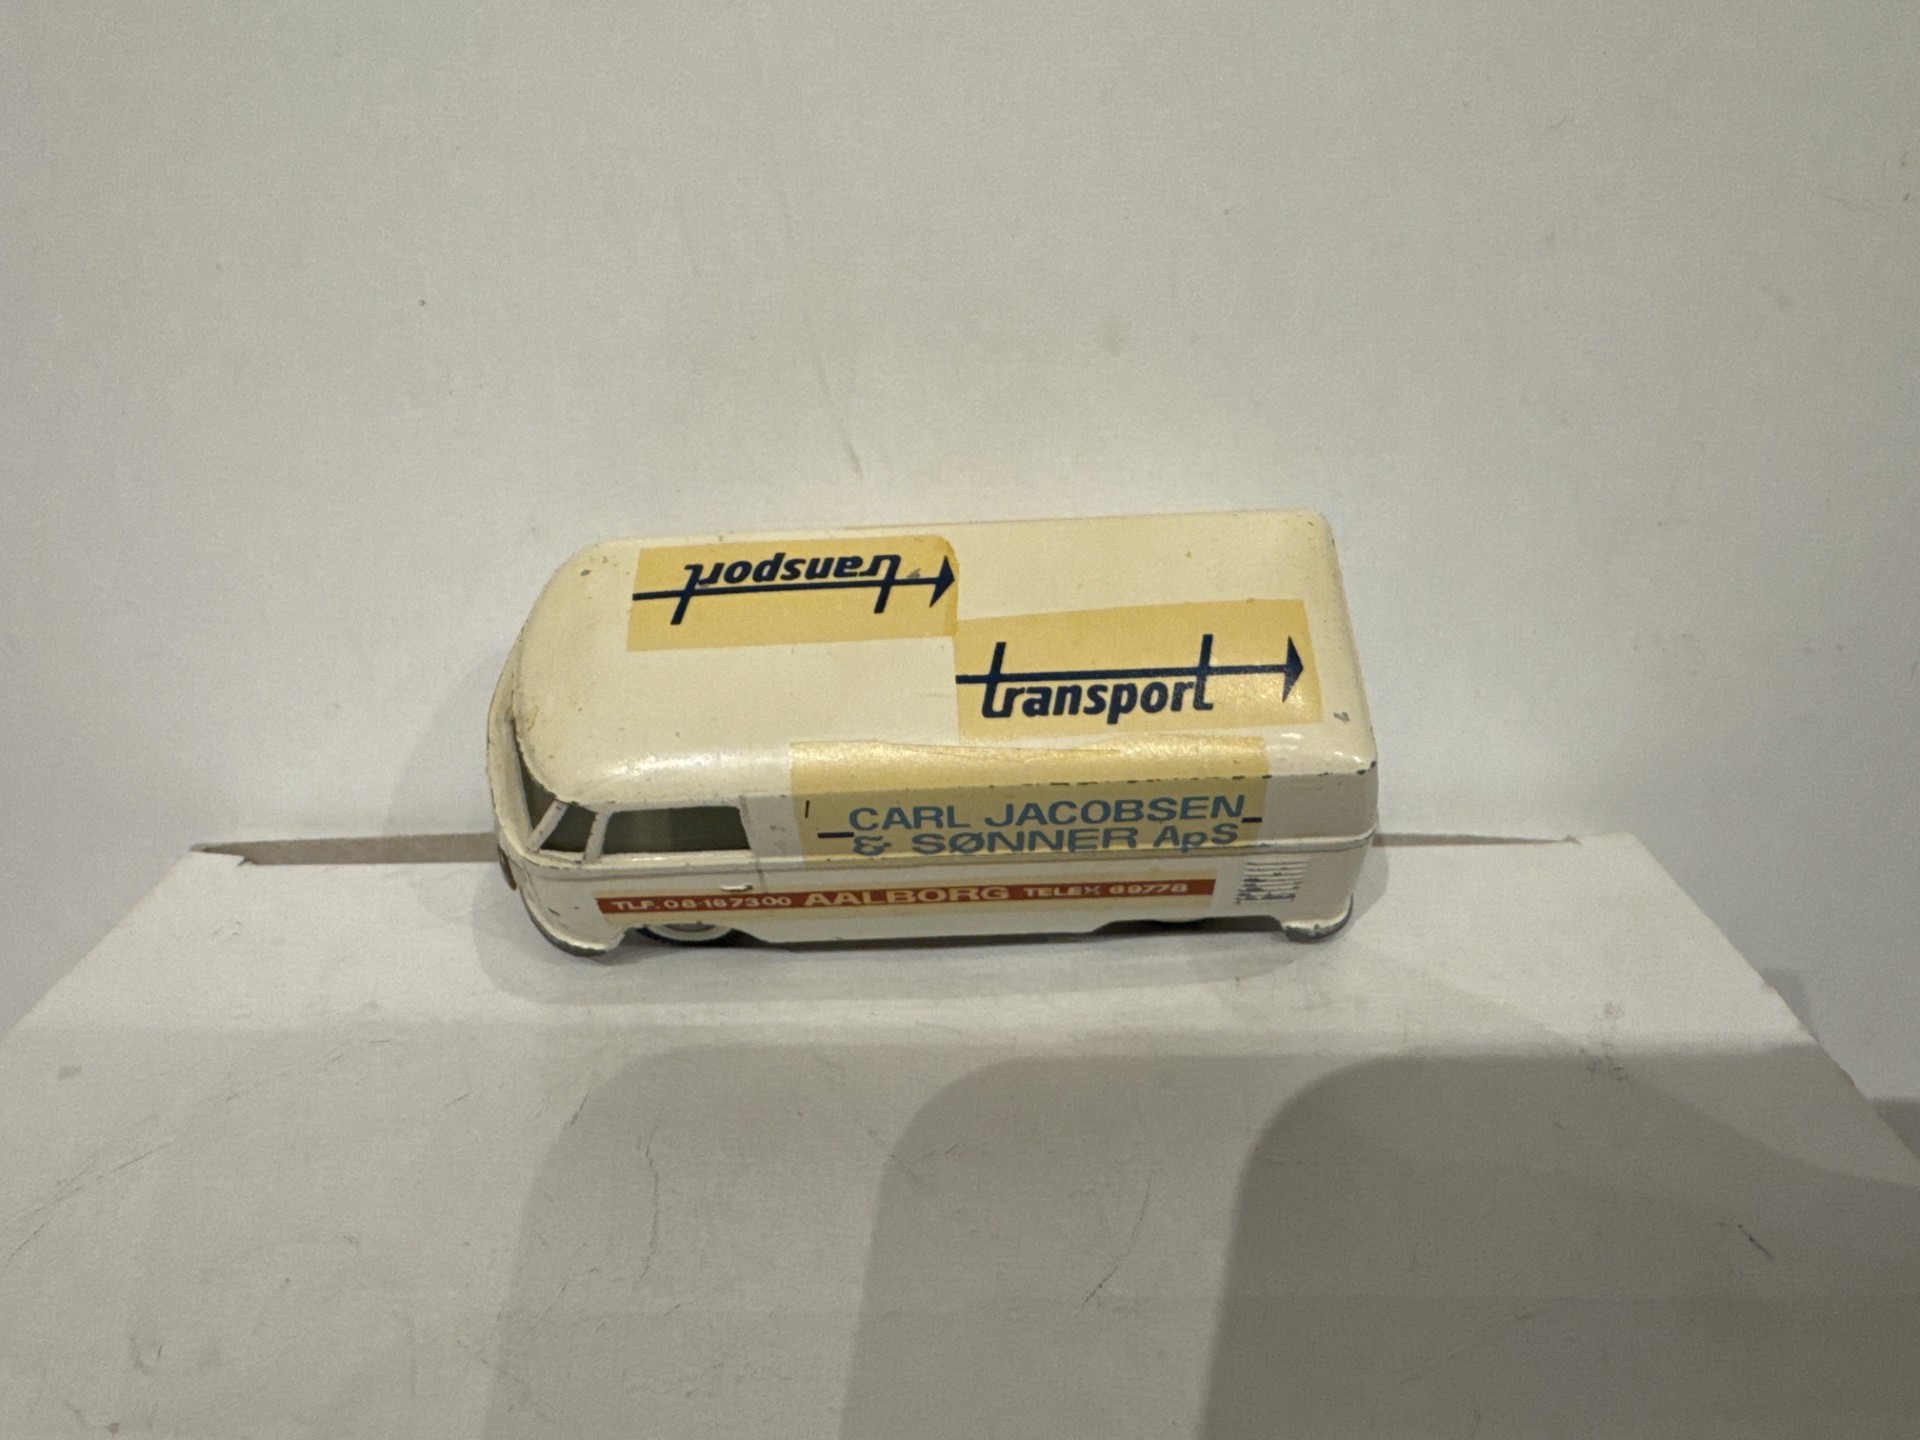 transport
transport
CARL JACOBSEN
& SØNNER ApS
TLF. 08-167300 AALBORG TELEX 69778